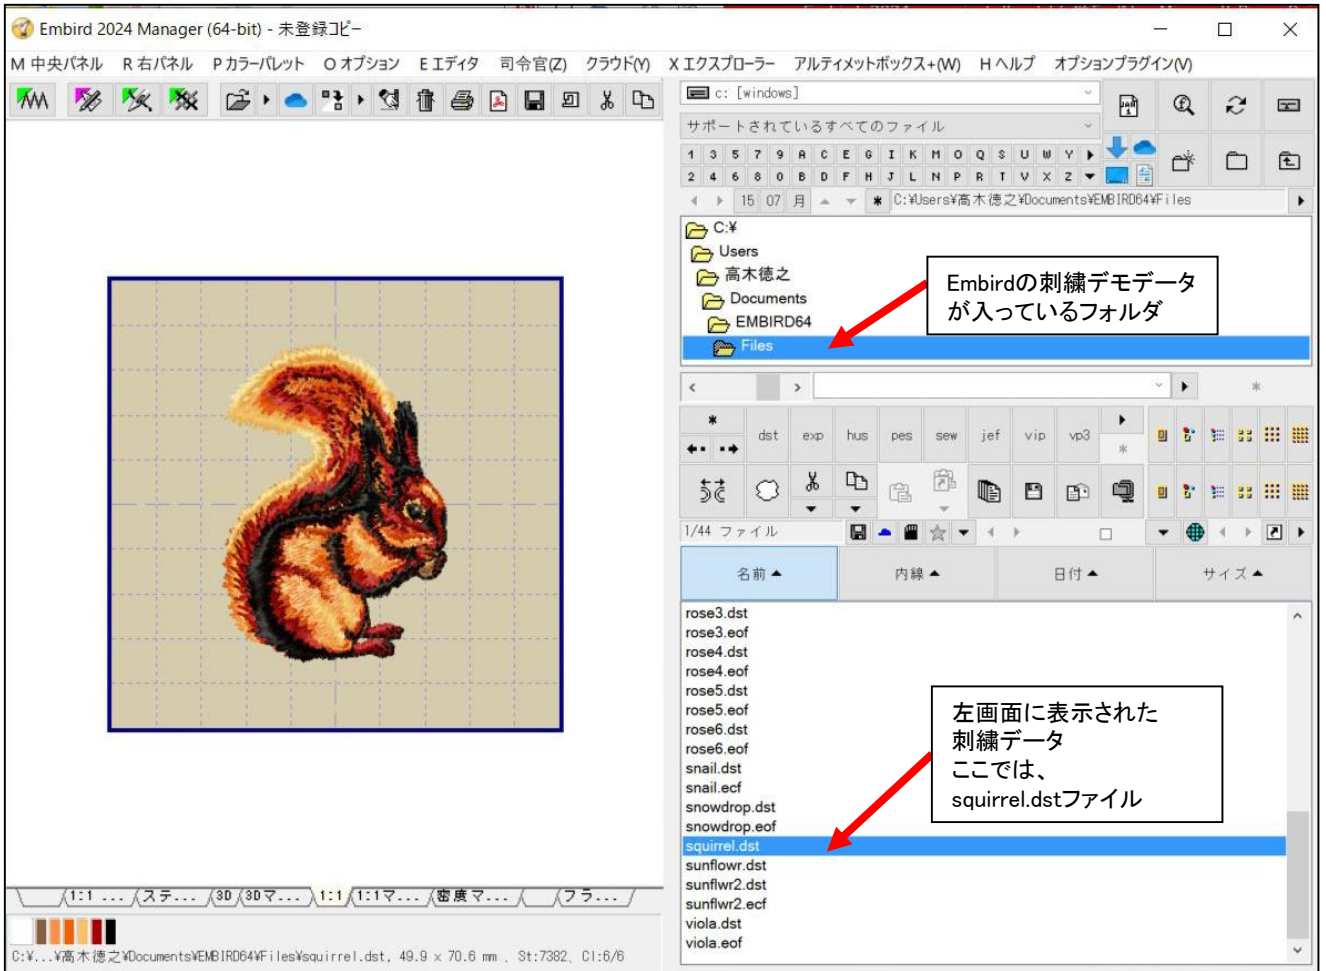 Embird 2024 Manager (64-bit) - 未登録コピー
M 中央パネル R 右パネル P カラーパレット O オプション E エディタ 司令官(Z) クラウド(Y) X エクスプローラー アルティメットボックス+(W) H ヘルプ オプションプラグイン(V)
c: [windows]
サポートされているすべてのファイル
1 3 5 7 9 A C E G I K M O Q S U W Y
2 4 6 8 0 B D F H J L N P R T V X Z
15 07 月 * C:¥Users¥高木徳之¥Documents¥EMBIRD64¥Files
C:¥
Users
高木徳之
Documents
EMBIRD64
Files
Embirdの刺繍デモデータ
が入っているフォルダ
*
dst exp hus pes sew jef vip vp3
1/44 ファイル
名前 ▲ 内線 ▲ 日付 ▲ サイズ ▲
rose3.dst
rose3.eof
rose4.dst
rose4.eof
rose5.dst
rose5.eof
rose6.dst
rose6.eof
snail.dst
snail.ecf
snowdrop.dst
snowdrop.eof
squirrel.dst
sunflowr.dst
sunflwr2.dst
sunflwr2.ecf
viola.dst
viola.eof
左画面に表示された
刺繍データ
ここでは、
squirrel.dstファイル
1:1 ... ステ... 3D 3Dマ... 1:1 1:1マ... 密度マ... フラ...
C:¥...¥高木徳之¥Documents¥EMBIRD64¥Files¥squirrel.dst, 49.9 x 70.6 mm , St:7382, Cl:6/6